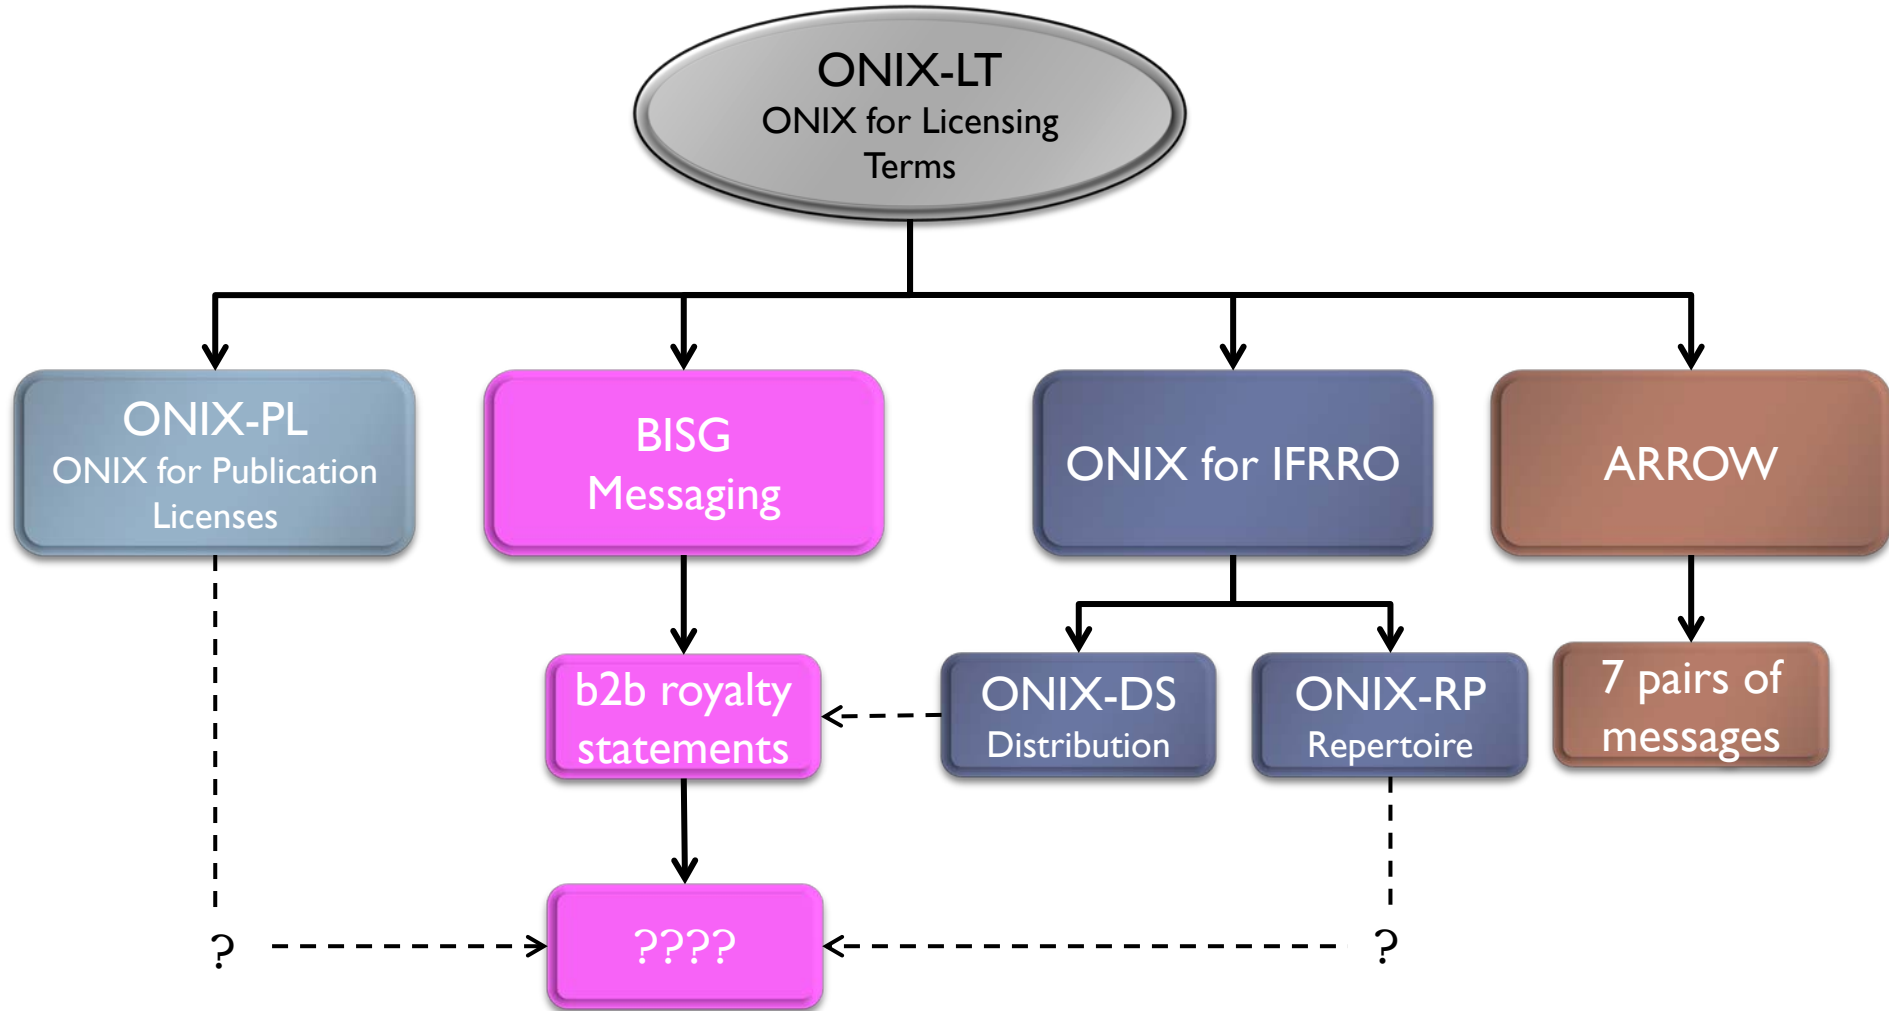 ONIX-LT
ONIX for Licensing
Terms
ONIX-PL
ONIX for Publication
Licenses
BISG
Messaging
ONIX for IFRRO
ARROW
b2b royalty
statements
ONIX-DS
Distribution
ONIX-RP
Repertoire
7 pairs of
messages
?
????
?